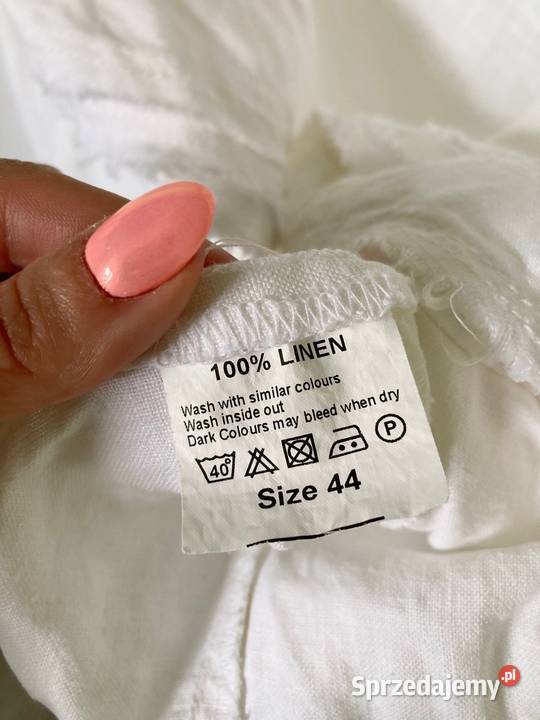 100% LINEN
Wash with similar colours
Wash inside out
Dark Colours may bleed when dry
40° P
Size 44
Sprzedajemy.pl